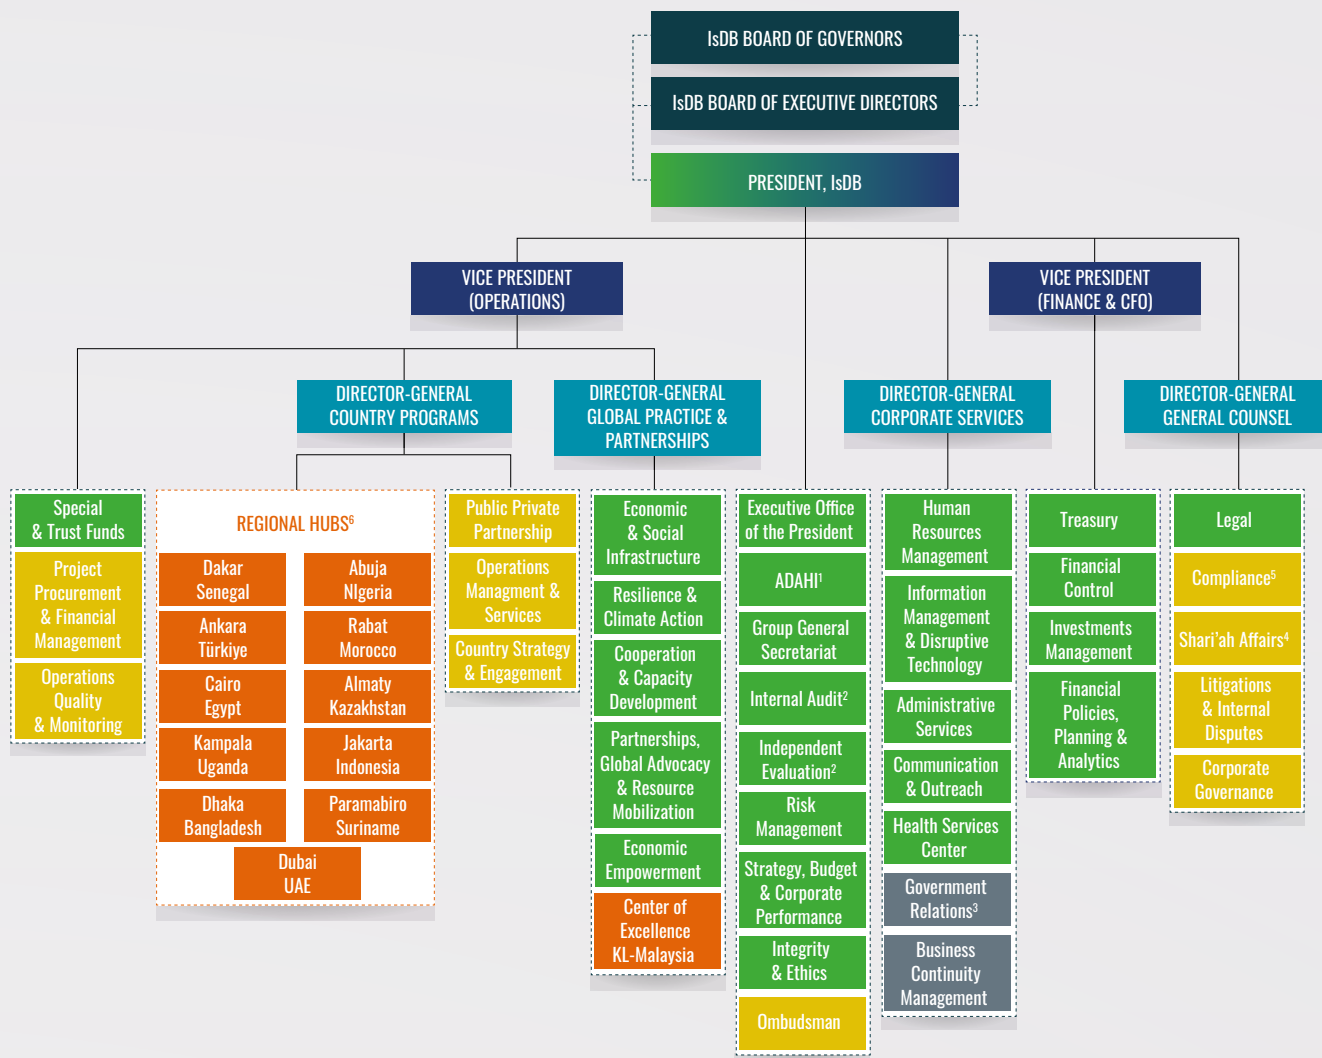 IsDB BOARD OF GOVERNORS
IsDB BOARD OF EXECUTIVE DIRECTORS
PRESIDENT, IsDB
VICE PRESIDENT
(OPERATIONS)
VICE PRESIDENT
(FINANCE & CFO)
DIRECTOR-GENERAL
COUNTRY PROGRAMS
DIRECTOR-GENERAL
GLOBAL PRACTICE &
PARTNERSHIPS
DIRECTOR-GENERAL
CORPORATE SERVICES
DIRECTOR-GENERAL
GENERAL COUNSEL
Special
& Trust Funds
Project
Procurement
& Financial
Management
Operations
Quality
& Monitoring
REGIONAL HUBS⁶
Dakar
Senegal
Abuja
NIgeria
Ankara
Türkiye
Rabat
Morocco
Cairo
Egypt
Almaty
Kazakhstan
Kampala
Uganda
Jakarta
Indonesia
Dhaka
Bangladesh
Paramabiro
Suriname
Dubai
UAE
Public Private
Partnership
Operations
Managment &
Services
Country Strategy
& Engagement
Economic
& Social
Infrastructure
Resilience &
Climate Action
Cooperation
& Capacity
Development
Partnerships,
Global Advocacy
& Resource
Mobilization
Economic
Empowerment
Center of
Excellence
KL-Malaysia
Executive Office
of the President
ADAHI¹
Group General
Secretariat
Internal Audit²
Independent
Evaluation²
Risk
Management
Strategy, Budget
& Corporate
Performance
Integrity
& Ethics
Ombudsman
Human
Resources
Management
Information
Management
& Disruptive
Technology
Administrative
Services
Communication
& Outreach
Health Services
Center
Government
Relations³
Business
Continuity
Management
Treasury
Financial
Control
Investments
Management
Financial
Policies,
Planning &
Analytics
Legal
Compliance⁵
Shari’ah Affairs⁴
Litigations
& Internal
Disputes
Corporate
Governance